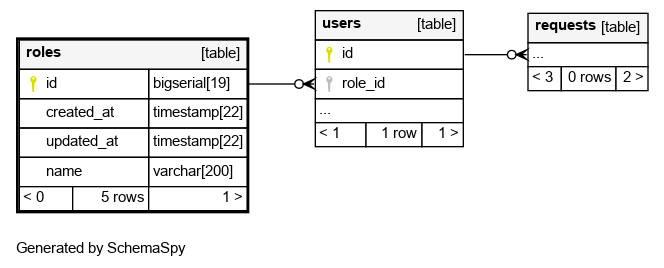 roles [table]
id bigserial[19]
created_at timestamp[22]
updated_at timestamp[22]
name varchar[200]
< 0 5 rows 1 >
users [table]
id
role_id
...
< 1 1 row 1 >
requests [table]
...
< 3 0 rows 2 >
Generated by SchemaSpy